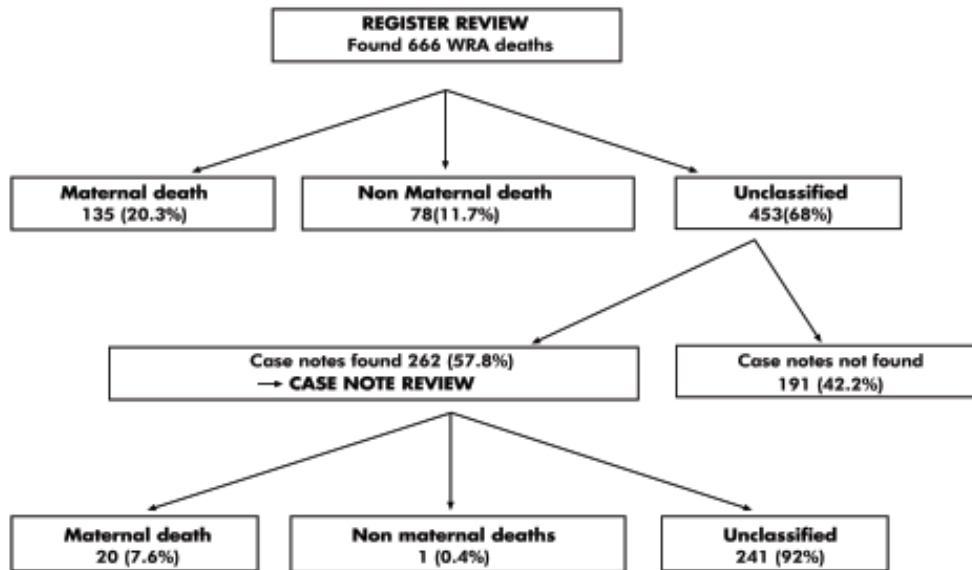 REGISTER REVIEW
Found 666 WRA deaths
Maternal death
135 (20.3%)
Non Maternal death
78(11.7%)
Unclassified
453(68%)
Case notes found 262 (57.8%)
→ CASE NOTE REVIEW
Case notes not found
191 (42.2%)
Maternal death
20 (7.6%)
Non maternal deaths
1 (0.4%)
Unclassified
241 (92%)